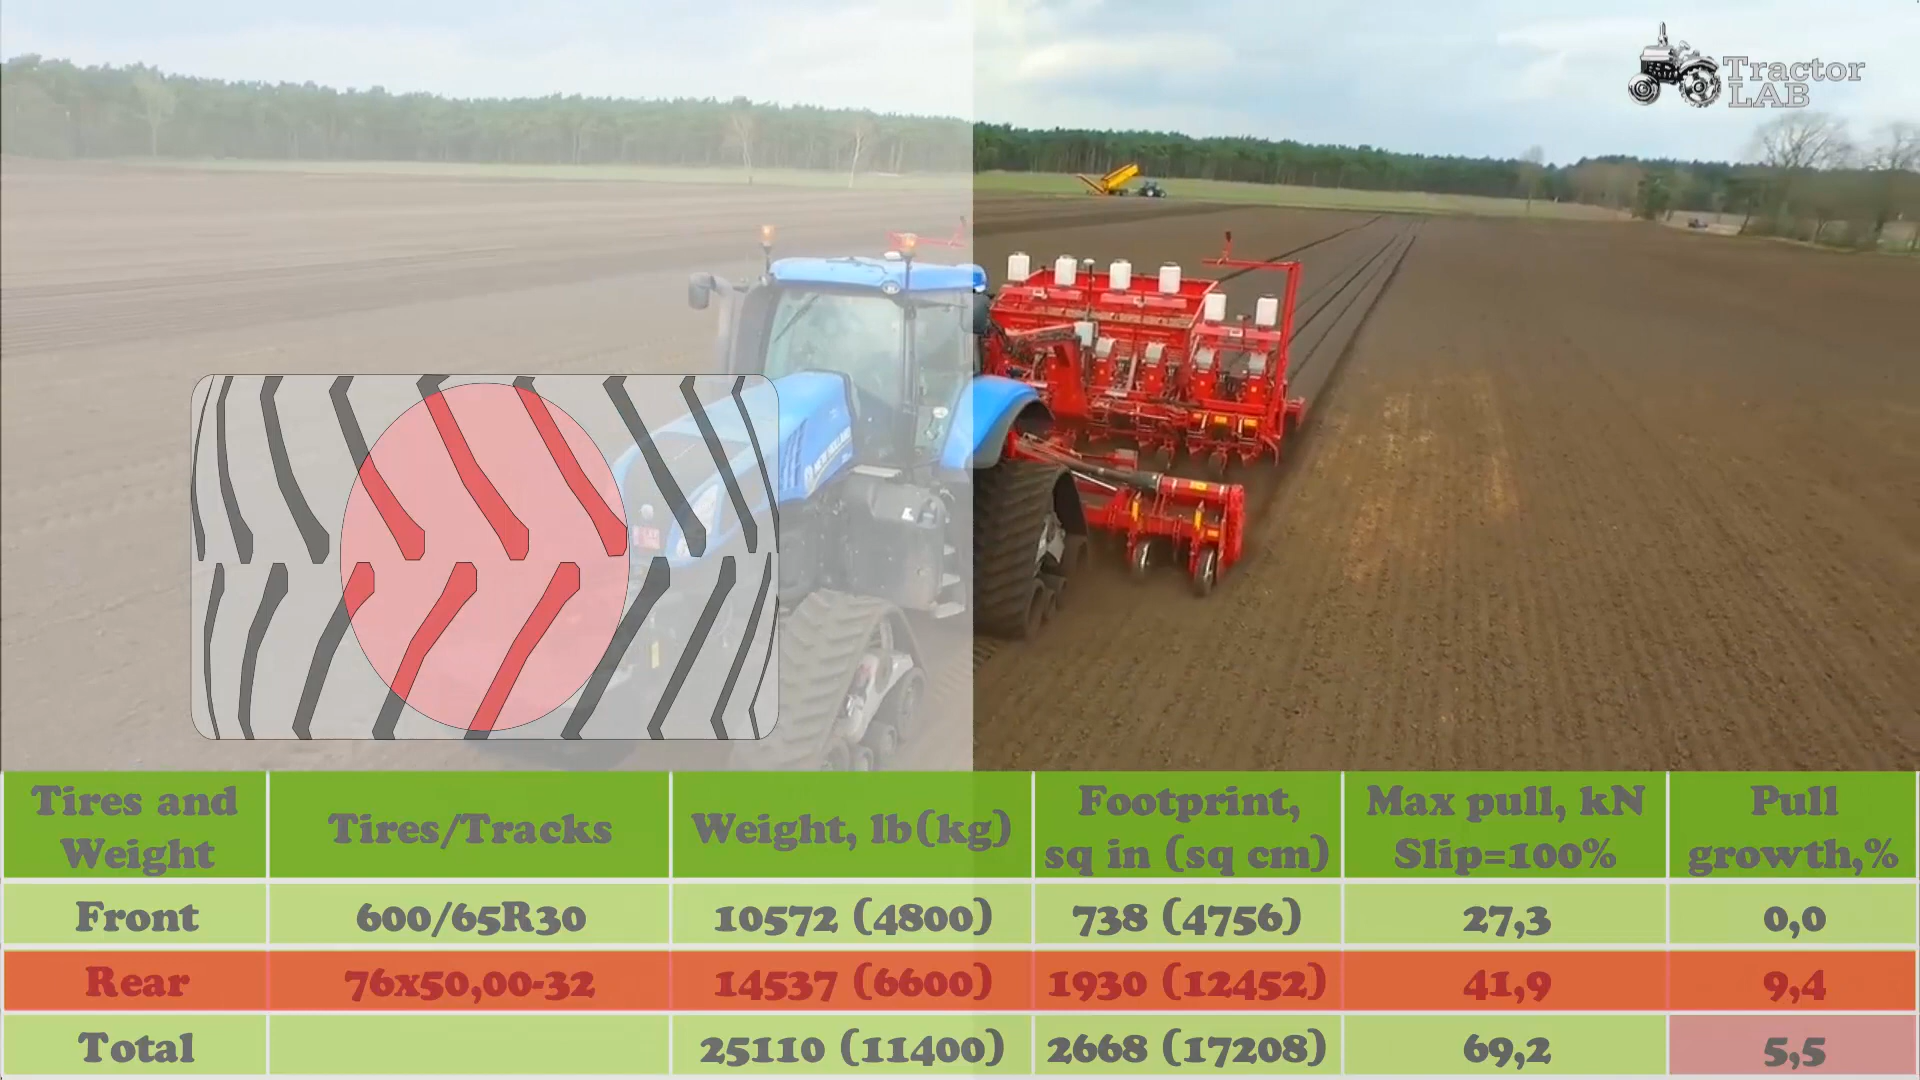 Tractor
LAB
Tires and Weight Tires/Tracks Weight, lb(kg) Footprint, sq in (sq cm) Max pull, kN Slip=100% Pull growth,%
Front 600/65R30 10572 (4800) 738 (4756) 27,3 0,0
Rear 76x50,00-32 14537 (6600) 1930 (12452) 41,9 9,4
Total 25110 (11400) 2668 (17208) 69,2 5,5